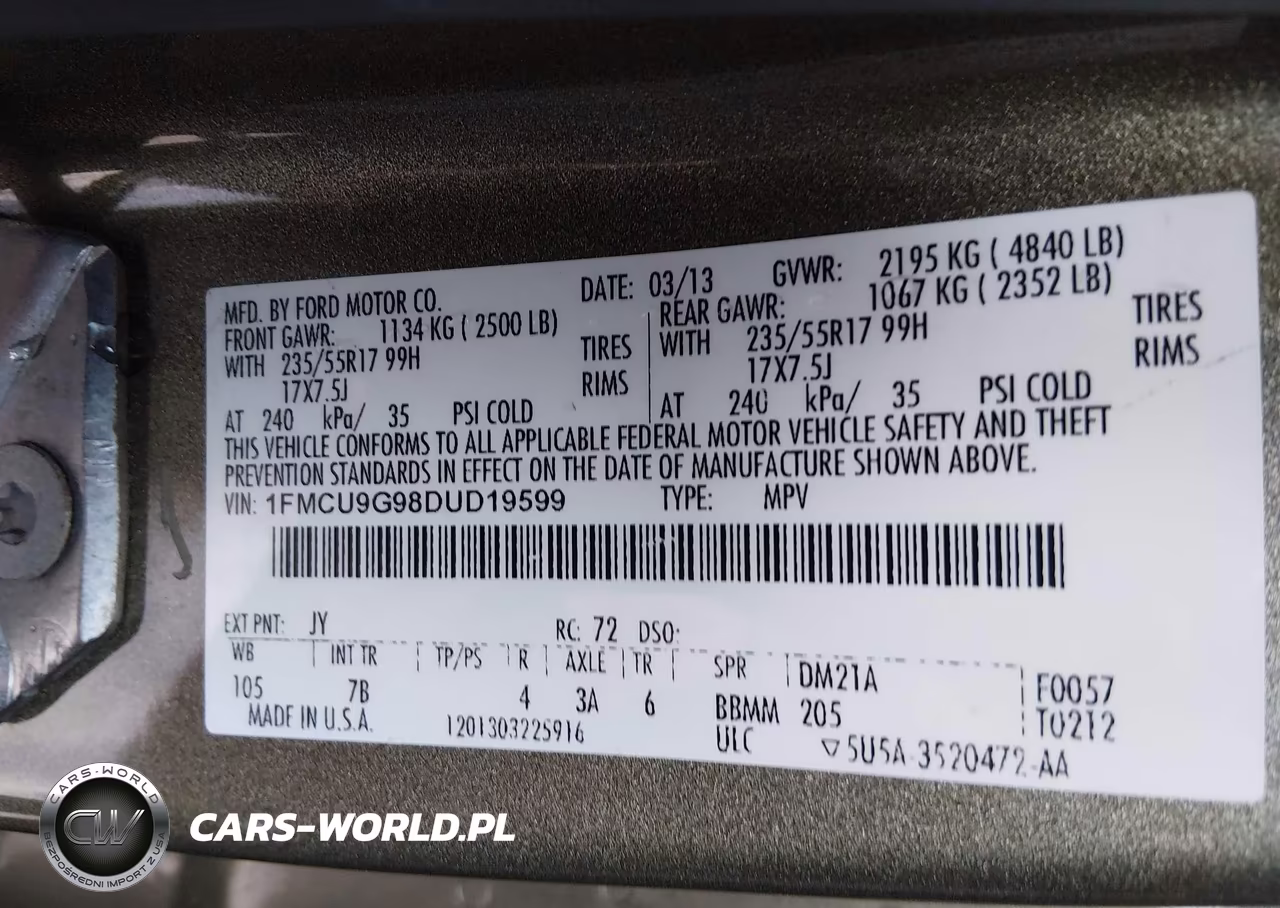 MFD. BY FORD MOTOR CO. DATE: 03/13 GVWR: 2195 KG ( 4840 LB)
FRONT GAWR: 1134 KG ( 2500 LB) REAR GAWR: 1067 KG ( 2352 LB)
WITH 235/55R17 99H TIRES WITH 235/55R17 99H TIRES
17X7.5J RIMS 17X7.5J RIMS
AT 240 kPa/ 35 PSI COLD AT 240 kPa/ 35 PSI COLD
THIS VEHICLE CONFORMS TO ALL APPLICABLE FEDERAL MOTOR VEHICLE SAFETY AND THEFT
PREVENTION STANDARDS IN EFFECT ON THE DATE OF MANUFACTURE SHOWN ABOVE.
VIN: 1FMCU9G98DUD19599 TYPE: MPV
EXT PNT: JY RC: 72 DSO:
WB INT TR TP/PS R AXLE TR SPR DM21A F0057
105 7B 4 3A 6 BBMM 205 T0212
MADE IN U.S.A. 1201303225916 ULC ▽5U5A-3520472-AA
CARS-WORLD
CW
BEZPOŚREDNI IMPORT Z USA
CARS-WORLD.PL